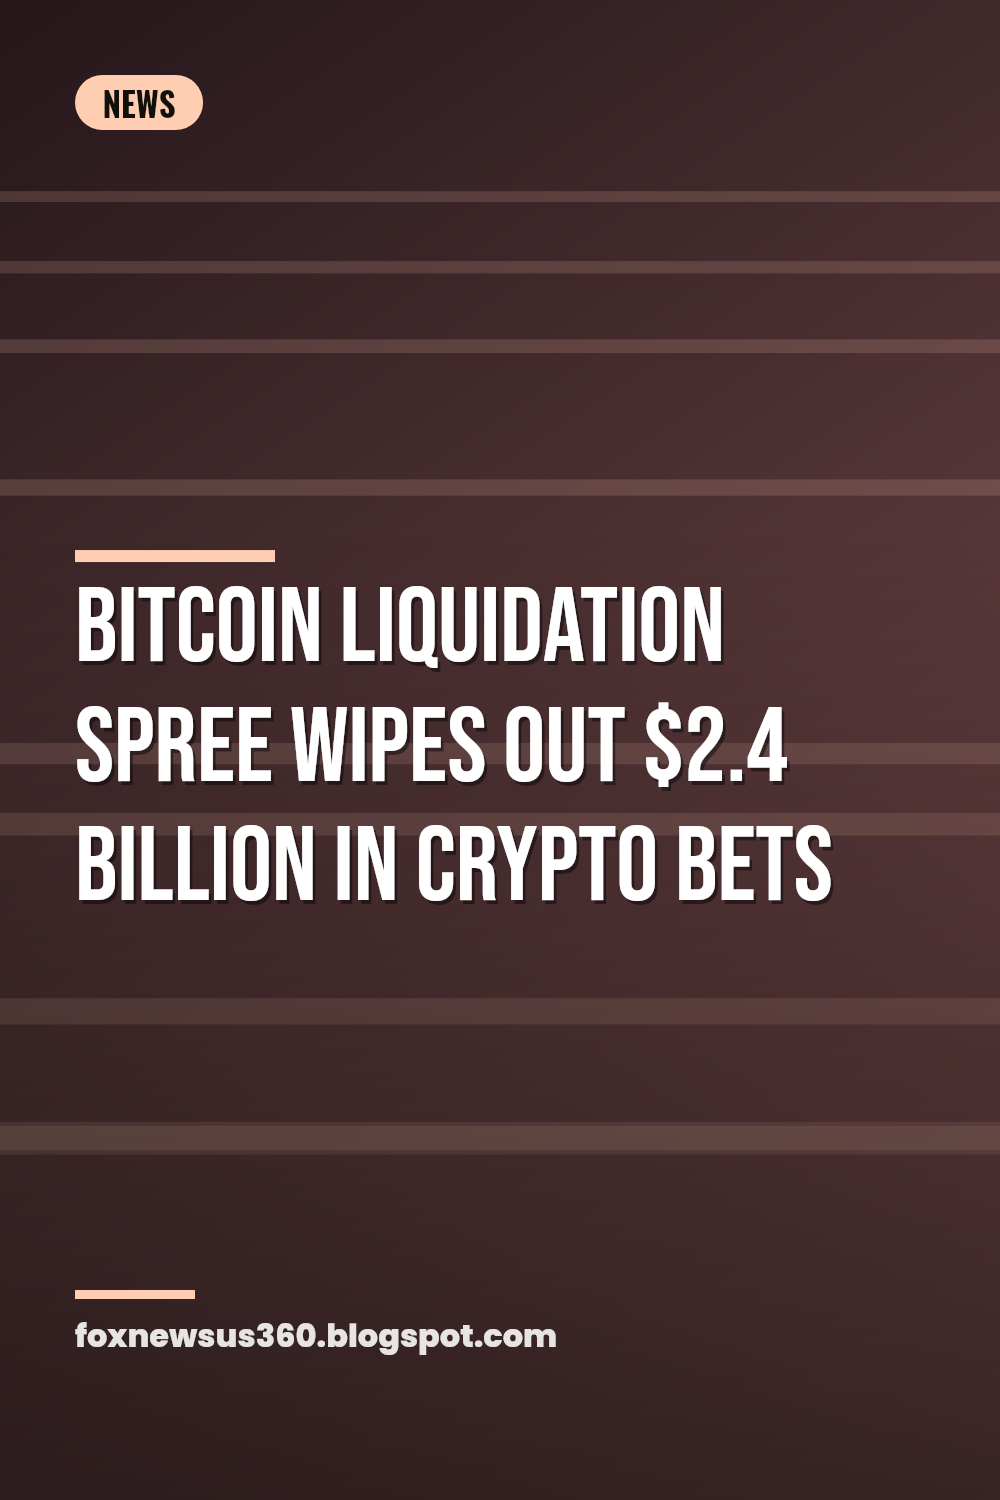 NEWS
BITCOIN LIQUIDATION
SPREE WIPES OUT $2.4
BILLION IN CRYPTO BETS
foxnewsus360.blogspot.com